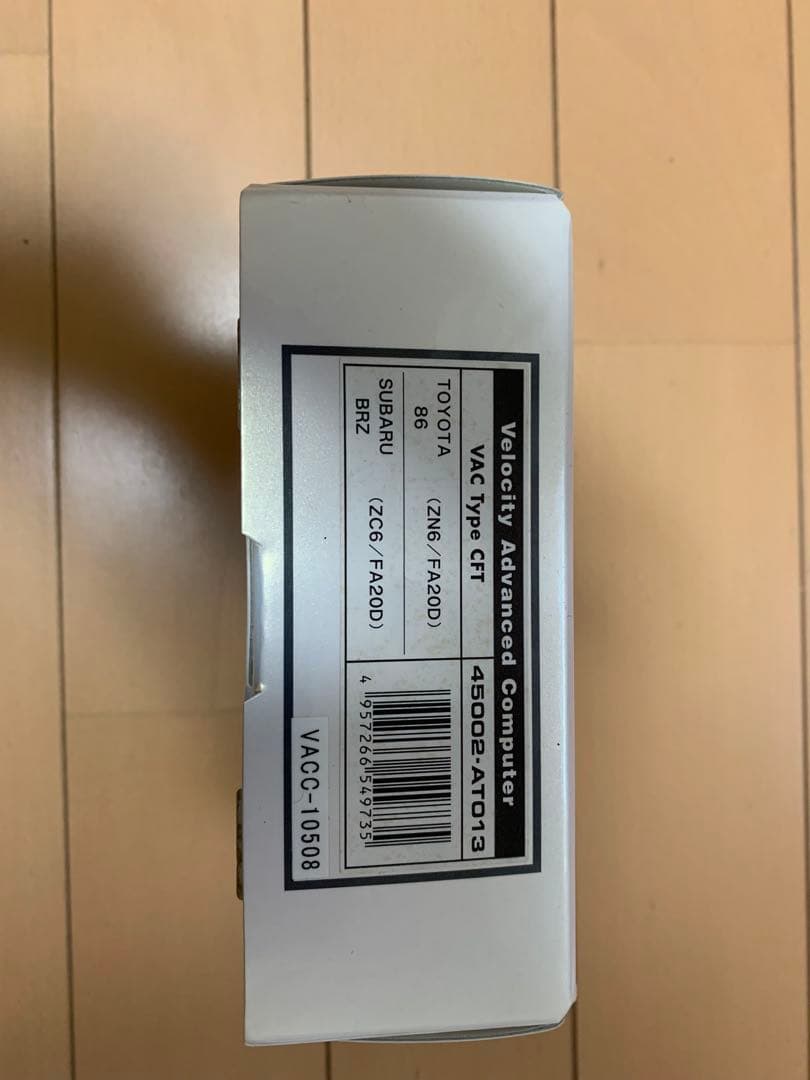 Velocity Advanced Computer
VAC Type CFT
45002-AT013
TOYOTA
86 (ZN6/FA20D)
SUBARU
BRZ (ZC6/FA20D)
4 957266 549735
VACC-10508